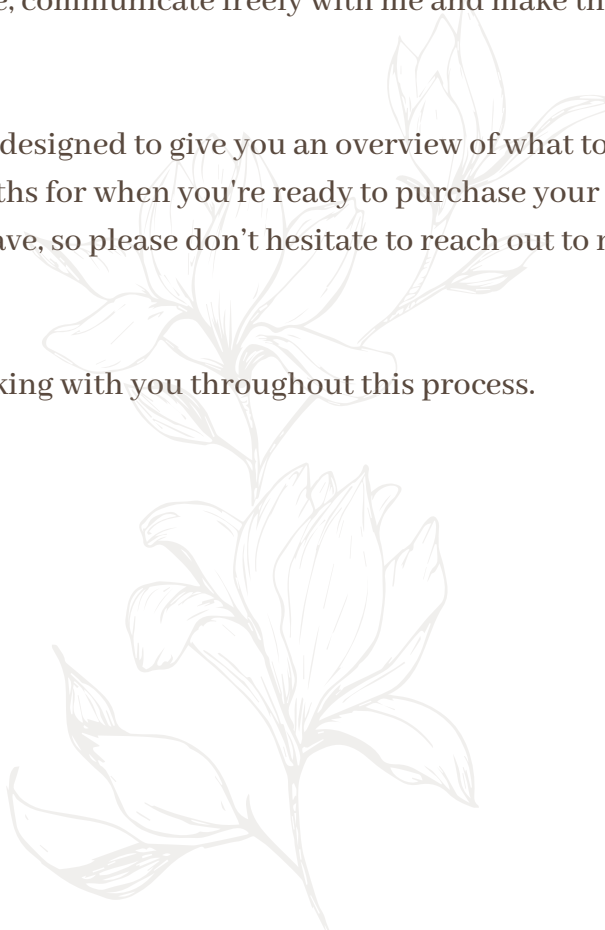 communicate freely with me and make
designed to give you an overview of what to
for when you're ready to purchase your
so please don't hesitate to reach out to
with you throughout this process.